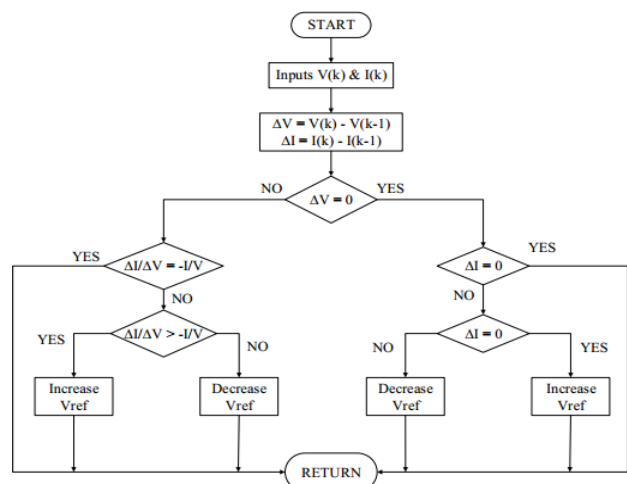 START
Inputs V(k) & I(k)
ΔV = V(k) - V(k-1)
ΔI = I(k) - I(k-1)
NO
YES
ΔV = 0
YES
ΔI/ΔV = -I/V
NO
YES
ΔI/ΔV > -I/V
NO
Increase
Vref
Decrease
Vref
YES
ΔI = 0
NO
ΔI = 0
NO
YES
Decrease
Vref
Increase
Vref
RETURN